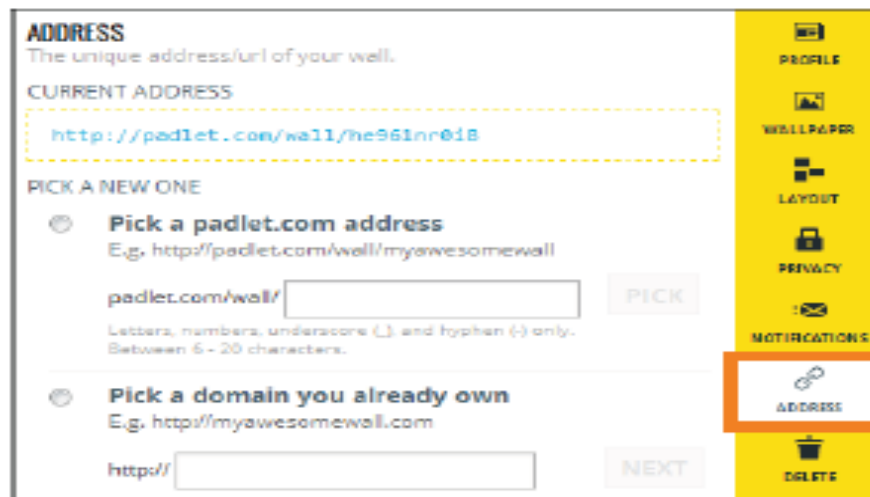 ADDRESS
The unique address/url of your wall.
CURRENT ADDRESS
http://padlet.com/wall/he961nr0i8
PICK A NEW ONE
Pick a padlet.com address
E.g. http://padlet.com/wall/myawesomewall
padlet.com/wall/
PICK
Letters, numbers, underscore (_), and hyphen (-) only.
Between 6 - 20 characters.
Pick a domain you already own
E.g. http://myawesomewall.com
http://
NEXT
PROFILE
WALLPAPER
LAYOUT
PRIVACY
NOTIFICATIONS
ADDRESS
DELETE